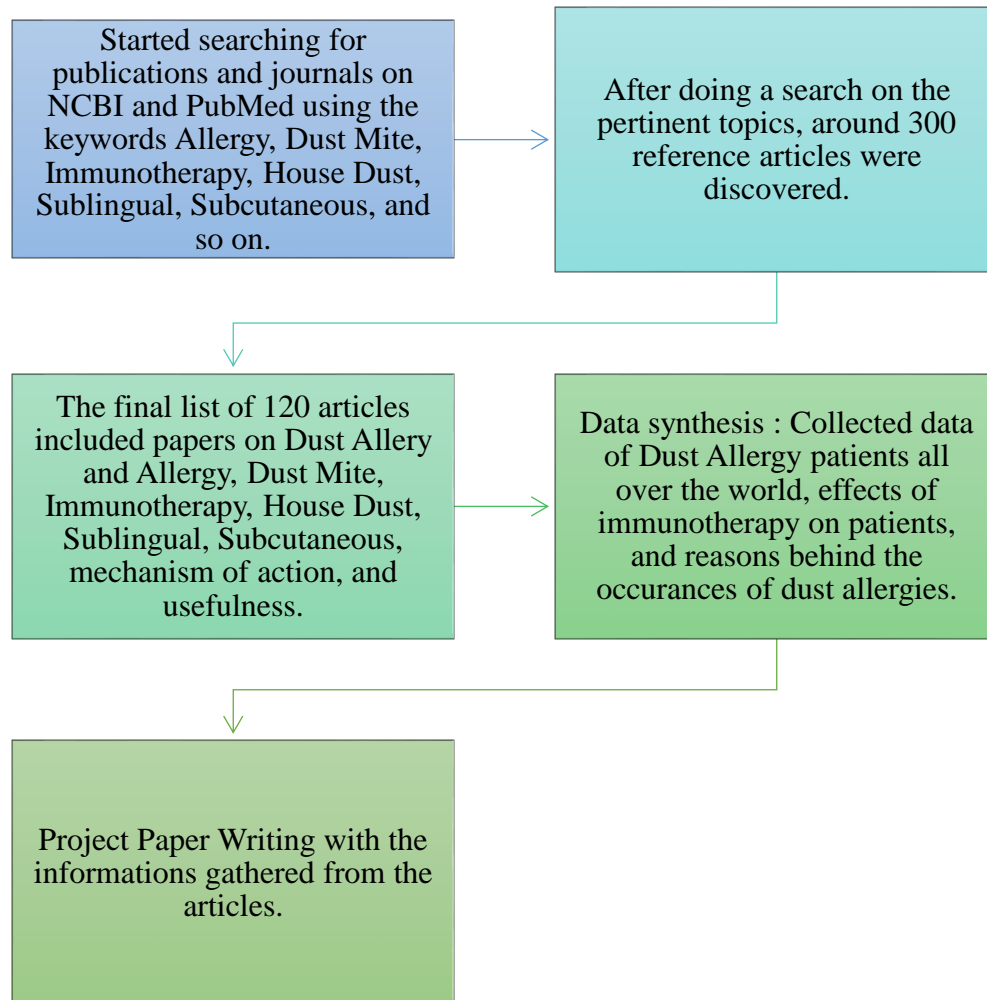 Started searching for
publications and journals on
NCBI and PubMed using the
keywords Allergy, Dust Mite,
Immunotherapy, House Dust,
Sublingual, Subcutaneous, and
so on.
After doing a search on the
pertinent topics, around 300
reference articles were
discovered.
The final list of 120 articles
included papers on Dust Allery
and Allergy, Dust Mite,
Immunotherapy, House Dust,
Sublingual, Subcutaneous,
mechanism of action, and
usefulness.
Data synthesis : Collected data
of Dust Allergy patients all
over the world, effects of
immunotherapy on patients,
and reasons behind the
occurances of dust allergies.
Project Paper Writing with the
informations gathered from the
articles.